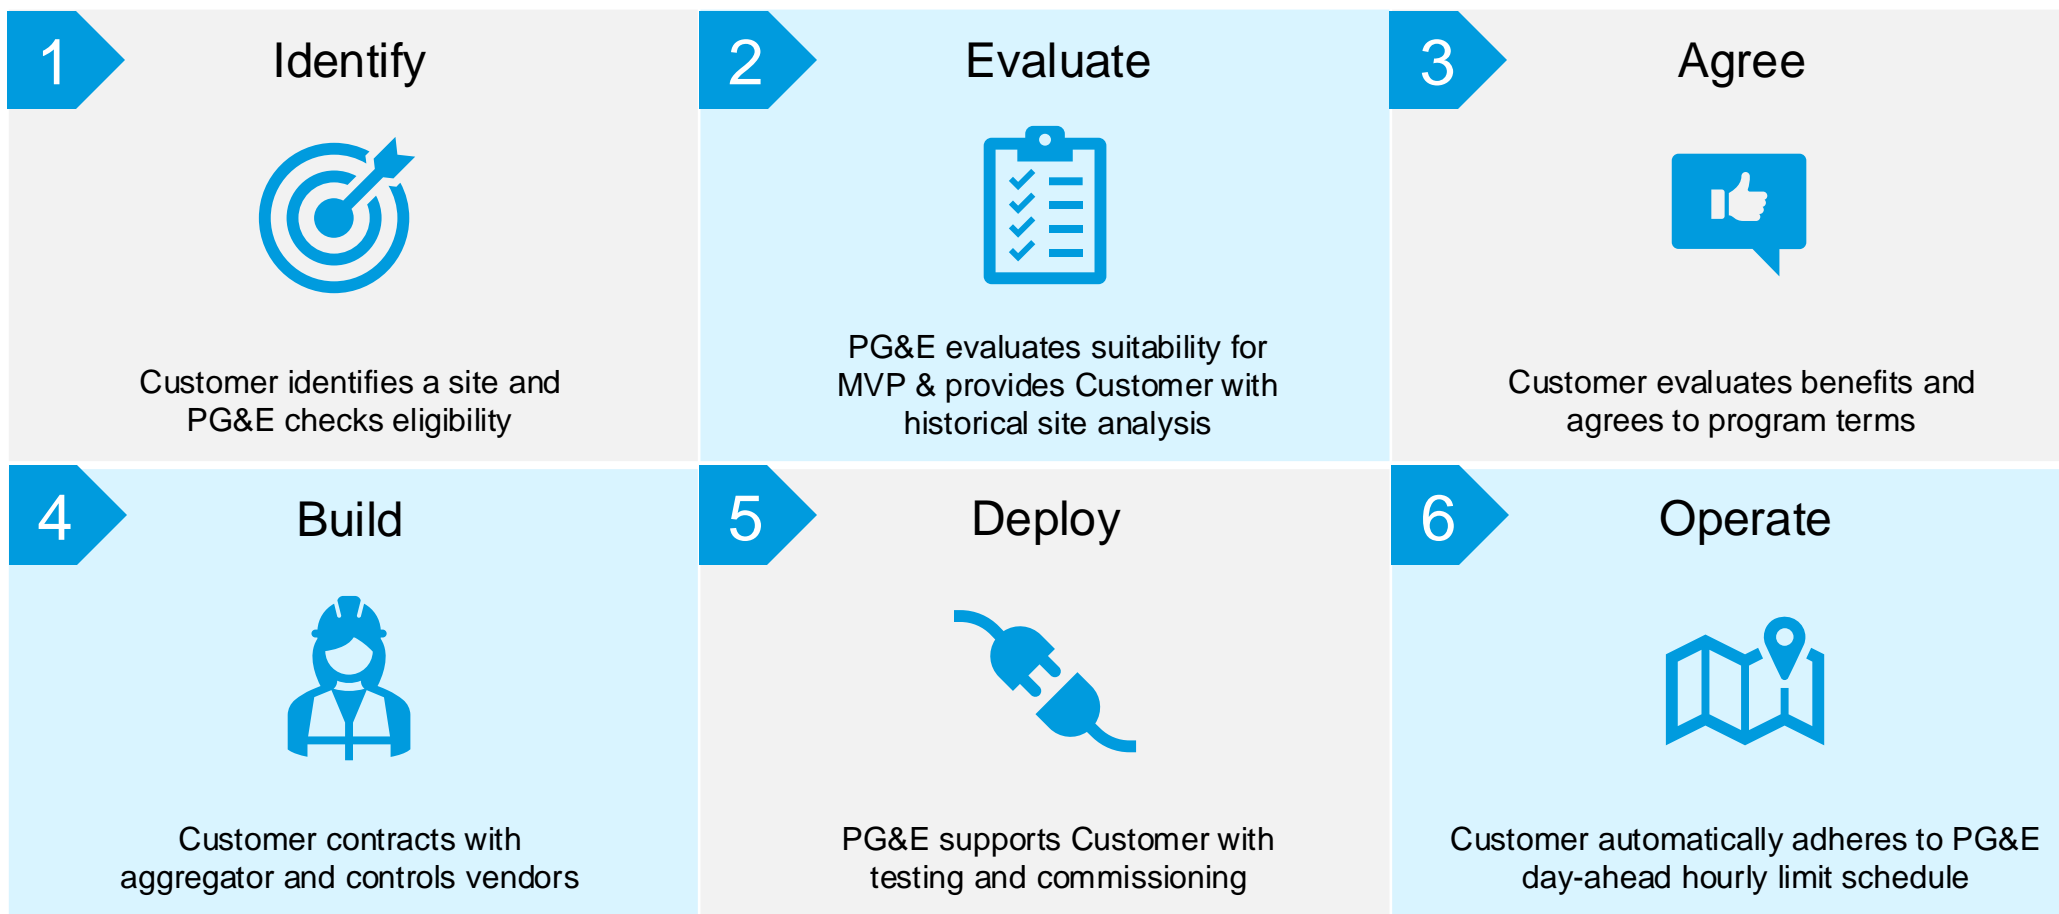 1
Identify
Customer identifies a site and
PG&E checks eligibility
2
Evaluate
PG&E evaluates suitability for
MVP & provides Customer with
historical site analysis
3
Agree
Customer evaluates benefits and
agrees to program terms
4
Build
Customer contracts with
aggregator and controls vendors
5
Deploy
PG&E supports Customer with
testing and commissioning
6
Operate
Customer automatically adheres to PG&E
day-ahead hourly limit schedule